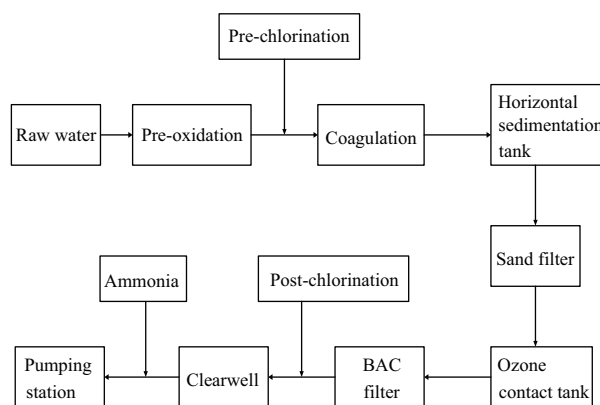 Pre-chlorination
Raw water
Pre-oxidation
Coagulation
Horizontal
sedimentation
tank
Sand filter
Ammonia
Post-chlorination
Pumping
station
Clearwell
BAC
filter
Ozone
contact tank